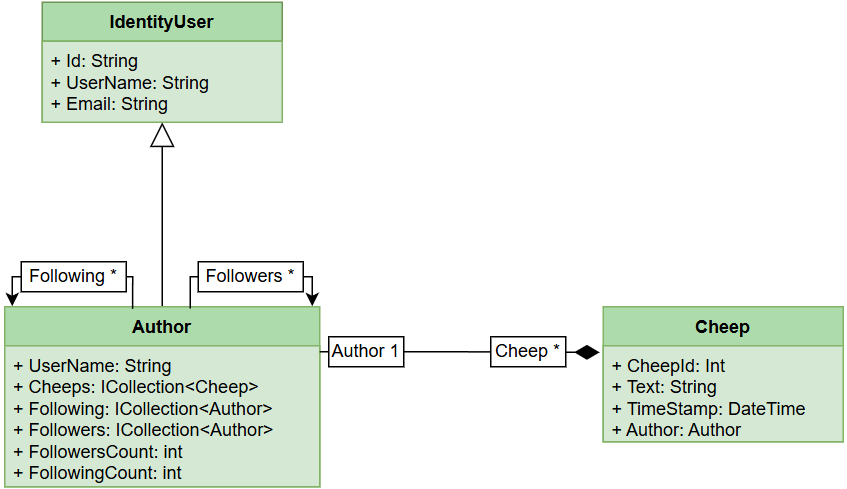 IdentityUser
+ Id: String
+ UserName: String
+ Email: String
Following *
Followers *
Author
+ UserName: String
+ Cheeps: ICollection<Cheep>
+ Following: ICollection<Author>
+ Followers: ICollection<Author>
+ FollowersCount: int
+ FollowingCount: int
Author 1
Cheep *
Cheep
+ CheepId: Int
+ Text: String
+ TimeStamp: DateTime
+ Author: Author